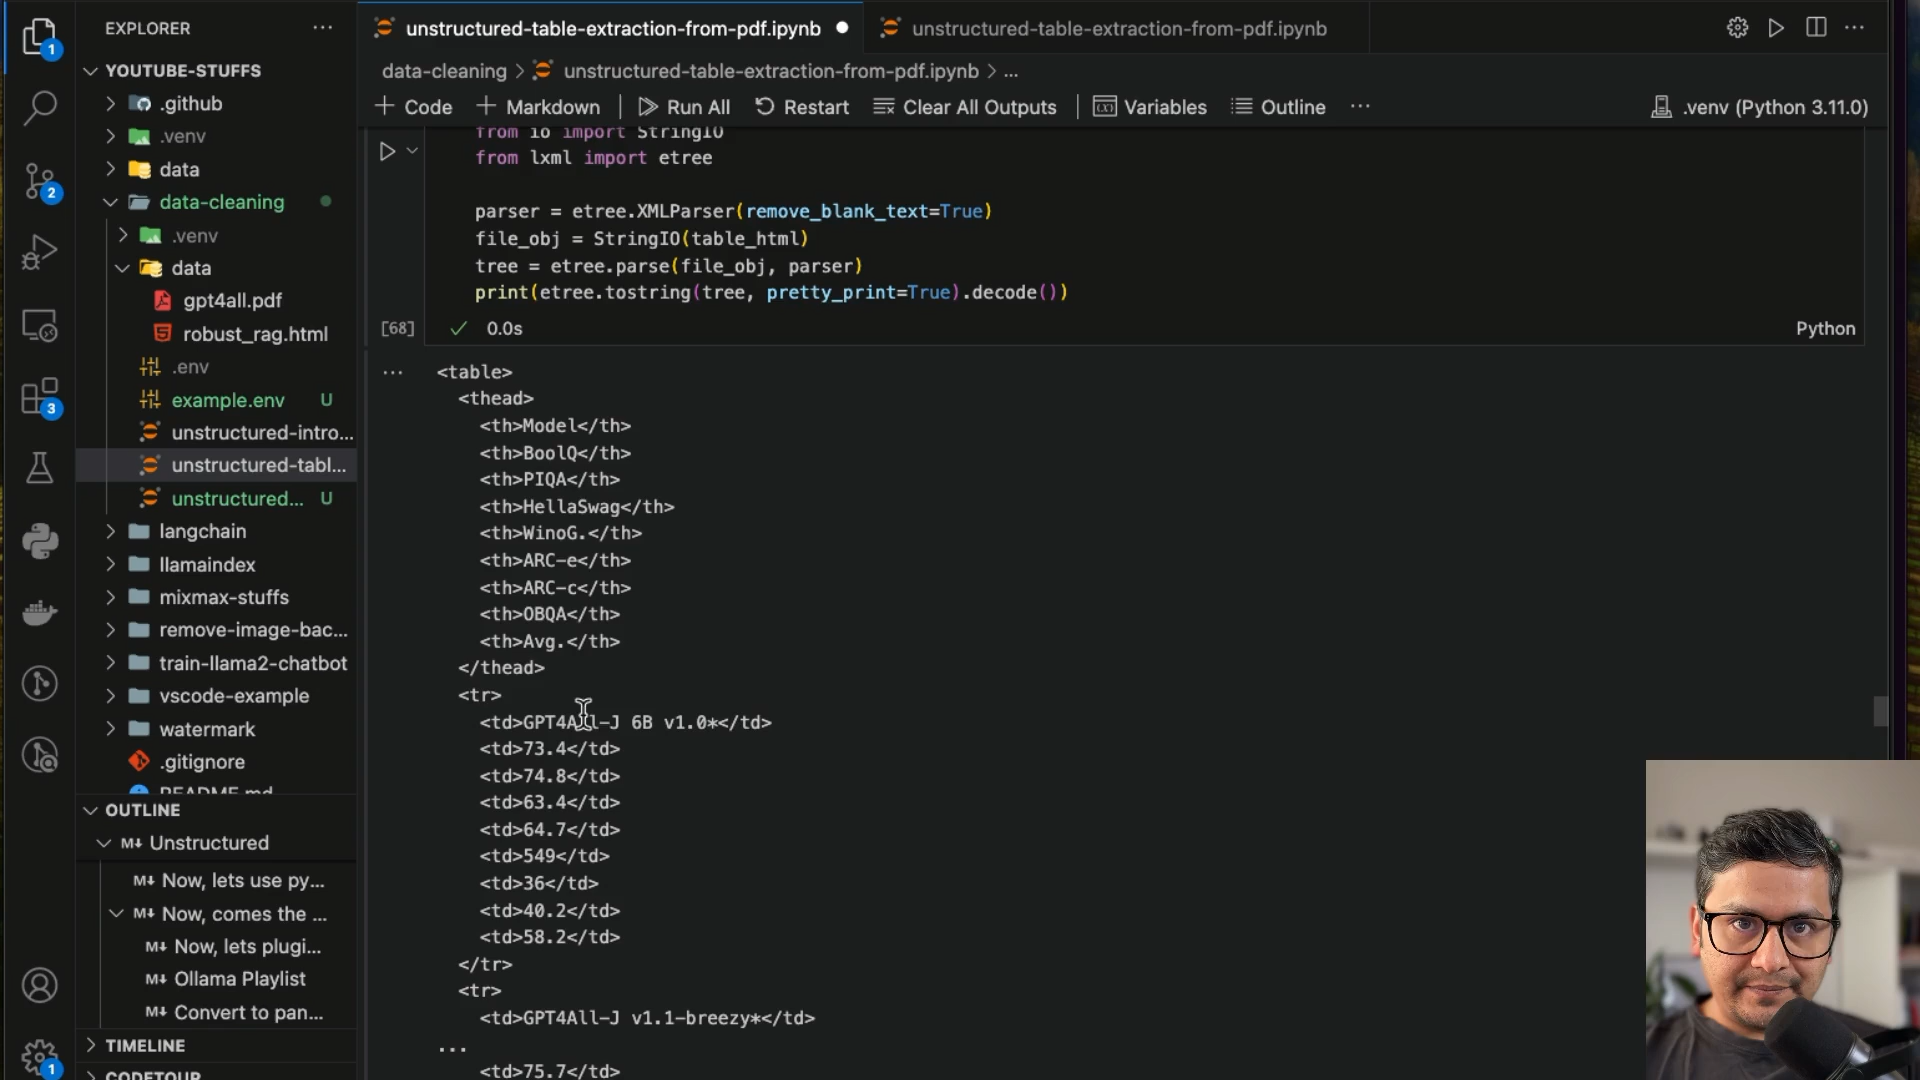 EXPLORER
YOUTUBE-STUFFS
.github
.venv
data
data-cleaning
.venv
data
gpt4all.pdf
robust_rag.html
.env
example.env U
unstructured-intro...
unstructured-tabl...
unstructured... U
langchain
llamaindex
mixmax-stuffs
remove-image-bac...
train-llama2-chatbot
vscode-example
watermark
.gitignore
README.md
OUTLINE
M↓ Unstructured
M↓ Now, lets use py...
M↓ Now, comes the ...
M↓ Now, lets plugi...
M↓ Ollama Playlist
M↓ Convert to pan...
TIMELINE
CODETOUR
1
2
3
1
unstructured-table-extraction-from-pdf.ipynb
unstructured-table-extraction-from-pdf.ipynb
data-cleaning > unstructured-table-extraction-from-pdf.ipynb > ...
+ Code + Markdown | Run All Restart Clear All Outputs | Variables Outline ... .venv (Python 3.11.0)
from io import StringIO
from lxml import etree
parser = etree.XMLParser(remove_blank_text=True)
file_obj = StringIO(table_html)
tree = etree.parse(file_obj, parser)
print(etree.tostring(tree, pretty_print=True).decode())
[68] ✓ 0.0s Python
... <table>
<thead>
<th>Model</th>
<th>BoolQ</th>
<th>PIQA</th>
<th>HellaSwag</th>
<th>WinoG.</th>
<th>ARC-e</th>
<th>ARC-c</th>
<th>OBQA</th>
<th>Avg.</th>
</thead>
<tr>
<td>GPT4All-J 6B v1.0*</td>
<td>73.4</td>
<td>74.8</td>
<td>63.4</td>
<td>64.7</td>
<td>549</td>
<td>36</td>
<td>40.2</td>
<td>58.2</td>
</tr>
<tr>
<td>GPT4All-J v1.1-breezy*</td>
...
<td>75.7</td>